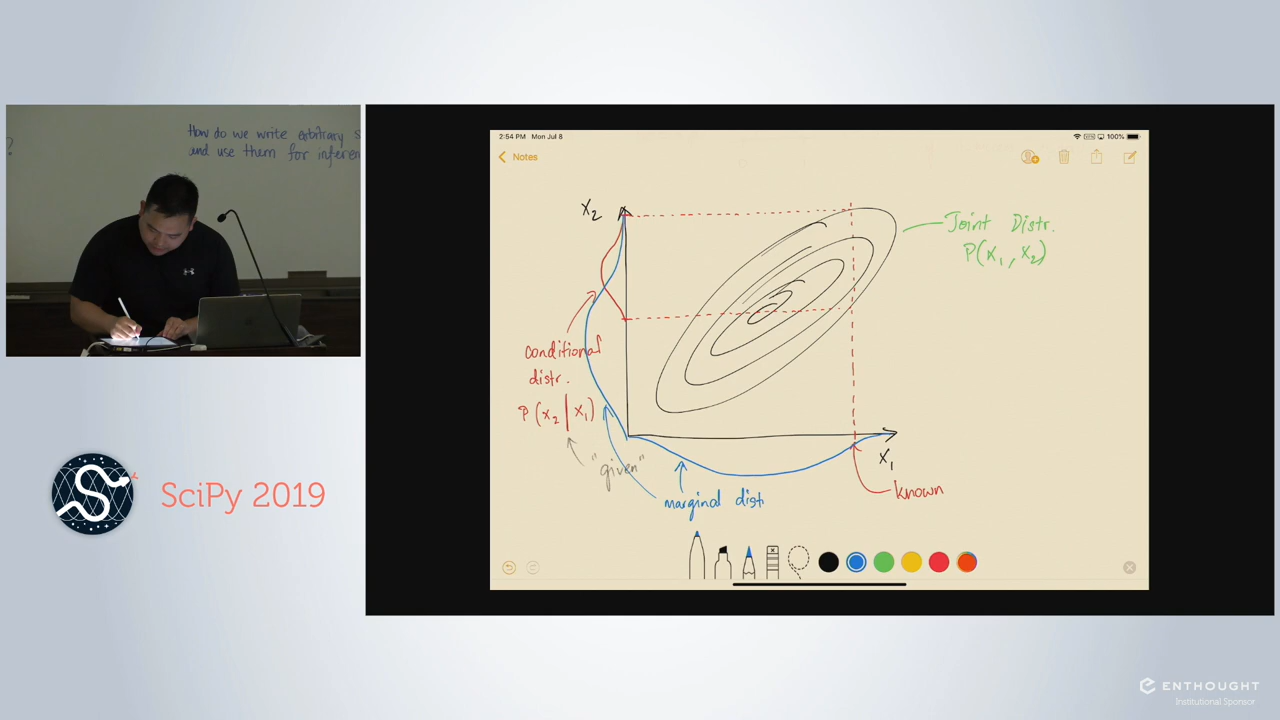 ?
How do we write arbitrary s
and use them for inferen
SciPy 2019
2:54 PM Mon Jul 8
100%
Notes
X₂
Joint Distr.
P(X₁, X₂)
conditional
distr.
P(X₂|X₁)
"given"
marginal dist
X₁
known
ENTHOUGHT
Institutional Sponsor